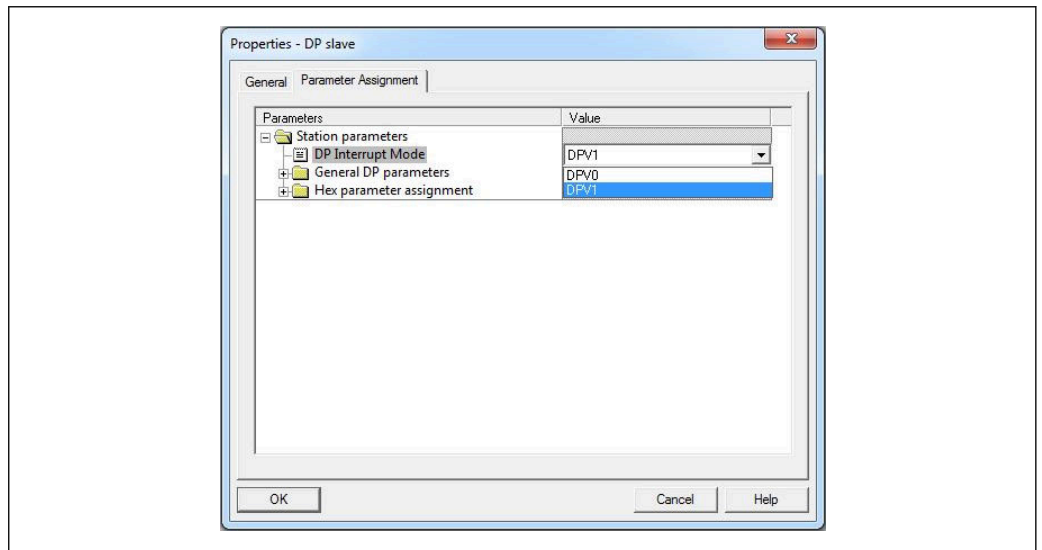 Properties - DP slave
General Parameter Assignment
Parameters Value
Station parameters
DP Interrupt Mode DPV1
General DP parameters DPV0
Hex parameter assignment DPV1
OK Cancel Help